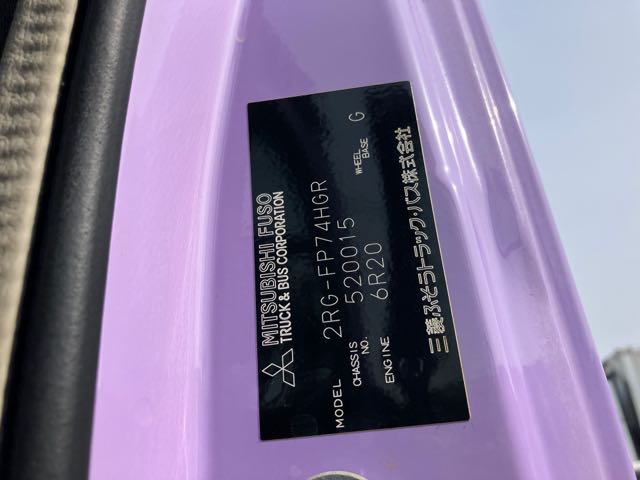 MITSUBISHI FUSO
TRUCK & BUS CORPORATION
MODEL 2RG-FP74HGR
CHASSIS NO. 520015 WHEEL BASE G
ENGINE 6R20
三菱ふそうトラック・バス株式会社